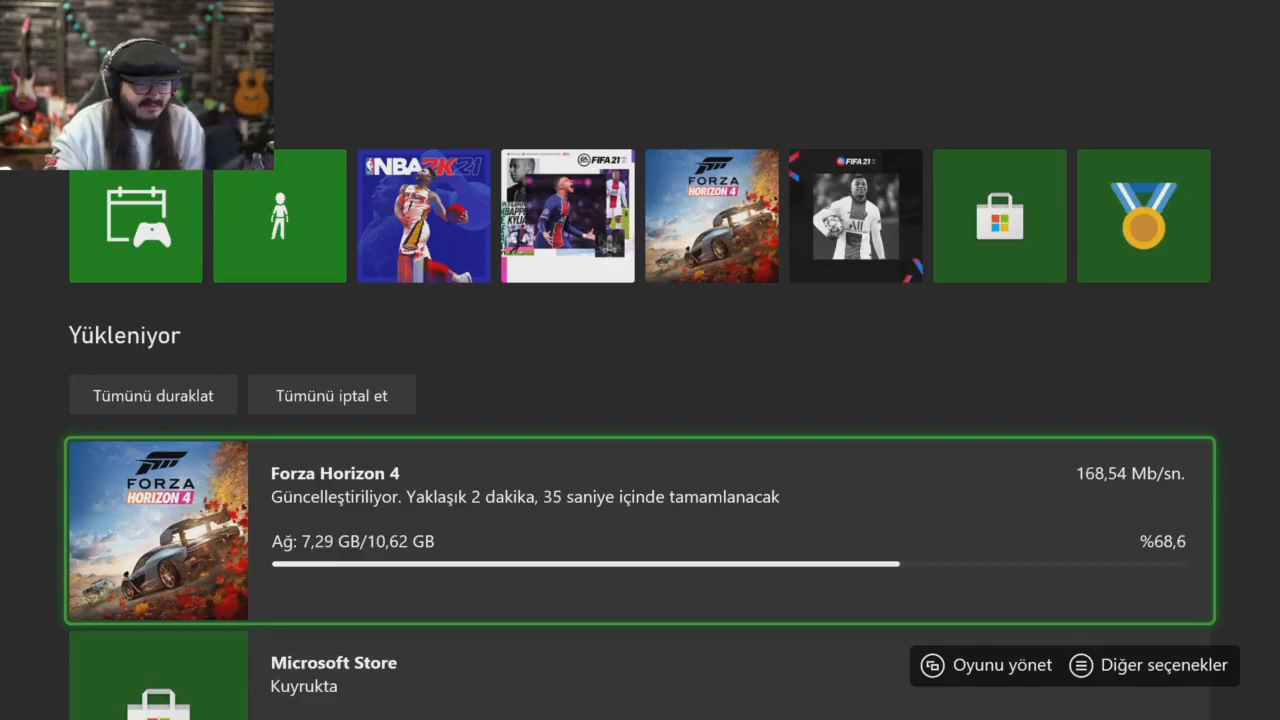 NBA 2K21
FIFA 21
FORZA
HORIZON 4
FIFA 21
Yükleniyor
Tümünü duraklat
Tümünü iptal et
FORZA
HORIZON 4
Forza Horizon 4
168,54 Mb/sn.
Güncelleştiriliyor. Yaklaşık 2 dakika, 35 saniye içinde tamamlanacak
Ağ: 7,29 GB/10,62 GB
%68,6
Microsoft Store
Kuyrukta
Oyunu yönet
Diğer seçenekler